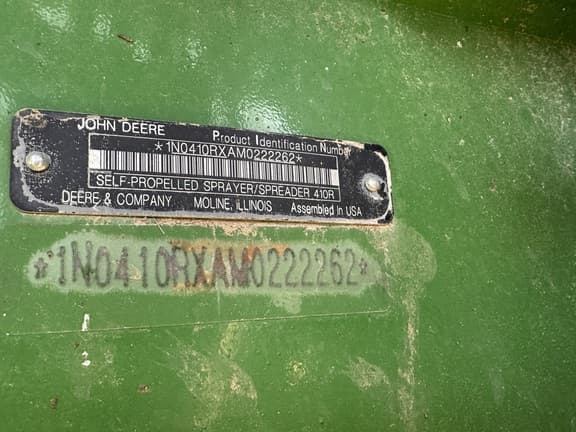 JOHN DEERE
Product Identification Number
*1N0410RXAM0222262*
SELF-PROPELLED SPRAYER/SPREADER 410R
DEERE & COMPANY MOLINE, ILLINOIS Assembled in USA
*1N0410RXAM0222262*